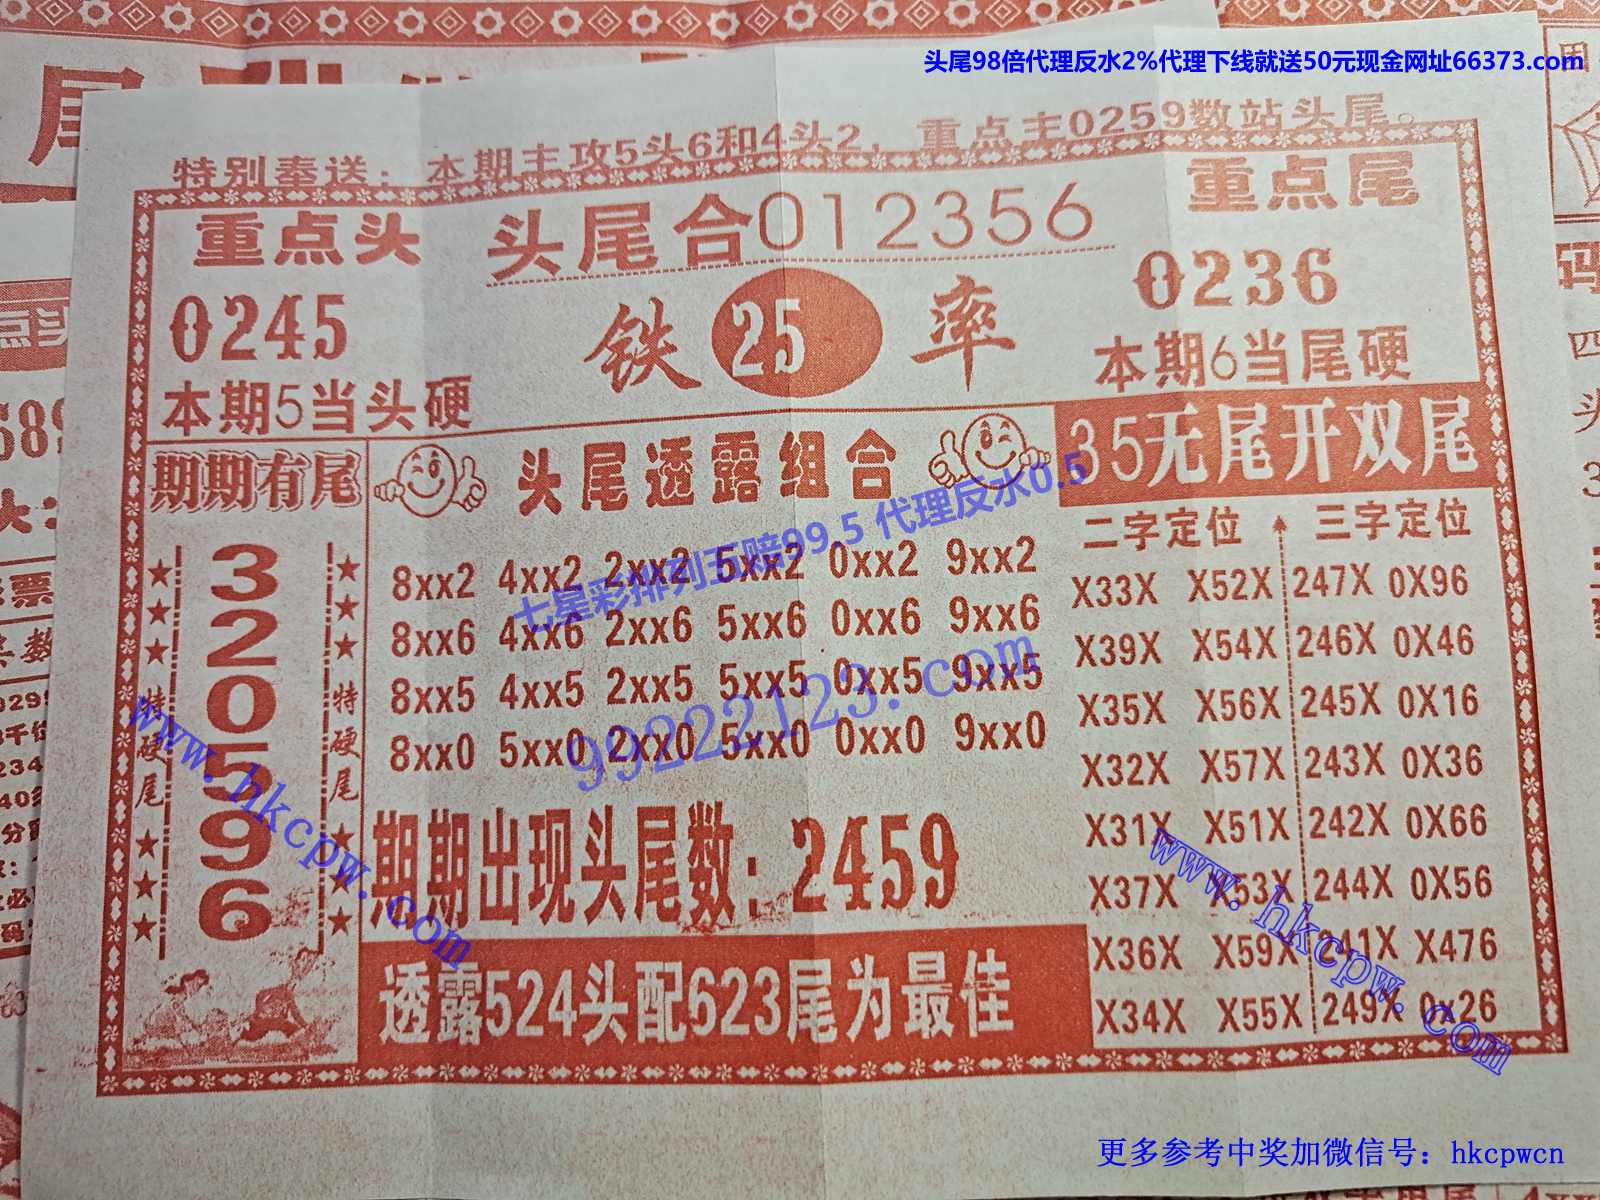 头尾98倍代理反水2%代理下线就送50元现金网址66373.com
特别奉送：本期主攻5头6和4头2，重点主0259数站头尾。
重点头
头尾合012356
重点尾
0245
铁 25 率
0236
本期5当头硬
本期6当尾硬
期期有尾
头尾透露组合
35无尾开双尾
七星彩排列五赔99.5 代理反水0.5
二字定位
三字定位
3
2
0
5
9
6
特硬尾
特硬尾
8xx2 4xx2 2xx2 5xx2 0xx2 9xx2
8xx6 4xx6 2xx6 5xx6 0xx6 9xx6
8xx5 4xx5 2xx5 5xx5 0xx5 9xx5
8xx0 5xx0 2xx0 5xx0 0xx0 9xx0
99222123.com
X33X X52X 247X 0X96
X39X X54X 246X 0X46
X35X X56X 245X 0X16
X32X X57X 243X 0X36
X31X X51X 242X 0X66
X37X X53X 244X 0X56
X36X X59X 241X X476
X34X X55X 249X 0x26
期期出现头尾数：2459
透露524头配623尾为最佳
www.hkcpw.com
www.hkcpw.com
更多参考中奖加微信号：hkcpwcn